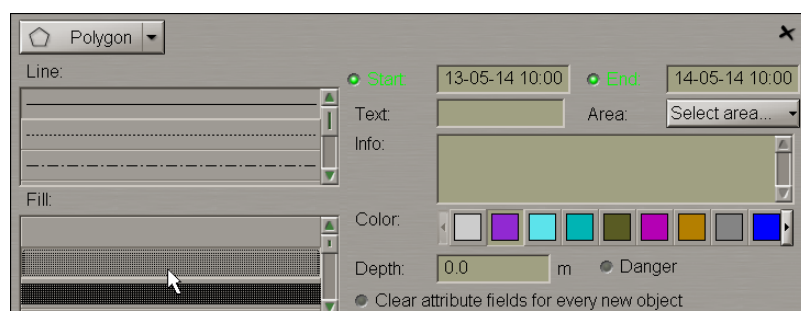 Polygon
Line:
Start: 13-05-14 10:00 End: 14-05-14 10:00
Text: Area: Select area...
Info:
Fill:
Color:
Depth: 0.0 m Danger
Clear attribute fields for every new object